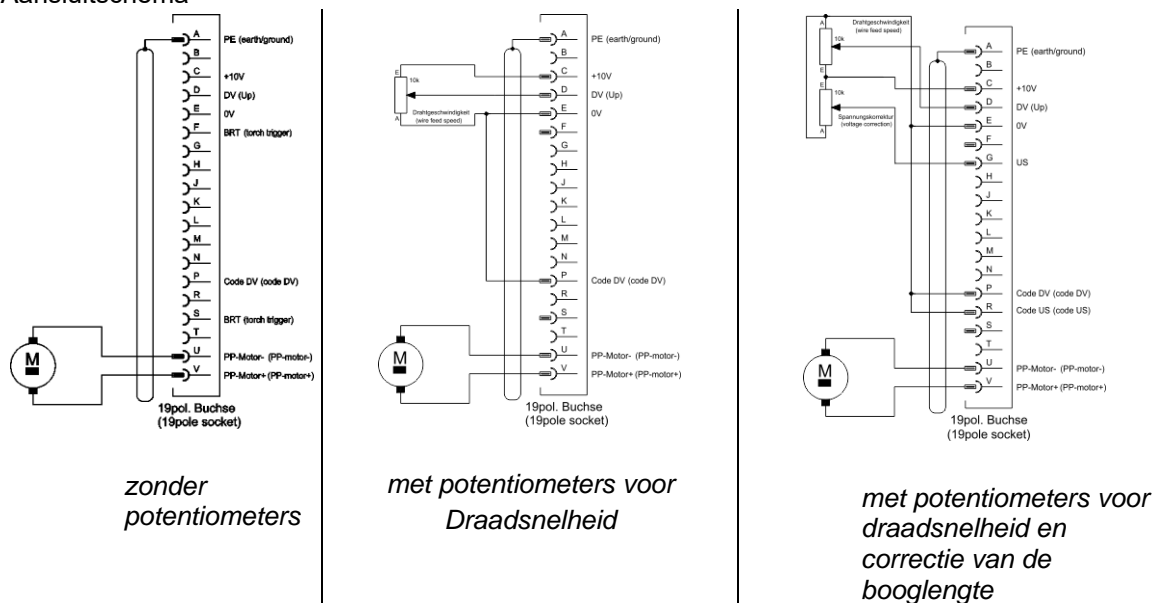 Aansluitschema
A PE (earth/ground)
B
C +10V
D DV (Up)
E 0V
F BRT (torch trigger)
G
H
J
K
L
M
N
P Code DV (code DV)
R
S BRT (torch trigger)
T
U PP-Motor- (PP-motor-)
V PP-Motor+ (PP-motor+)
M
19pol. Buchse
(19pole socket)
zonder
potentiometers
A PE (earth/ground)
B
E
10k
C +10V
D DV (Up)
Drahtgeschwindigkeit
(wire feed speed)
A
E 0V
F
G
H
J
K
L
M
N
P Code DV (code DV)
R
S
T
U PP-Motor- (PP-motor-)
V PP-Motor+ (PP-motor+)
M
19pol. Buchse
(19pole socket)
met potentiometers voor
Draadsnelheid
A
Drahtgeschwindigkeit
(wire feed speed)
10k
E
A PE (earth/ground)
B
E
10k
C +10V
D DV (Up)
Spannungskorrektur
(voltage correction)
A
E 0V
F
G US
H
J
K
L
M
N
P Code DV (code DV)
R Code US (code US)
S
T
U PP-Motor- (PP-motor-)
V PP-Motor+ (PP-motor+)
M
19pol. Buchse
(19pole socket)
met potentiometers voor
draadsnelheid en
correctie van de
booglengte